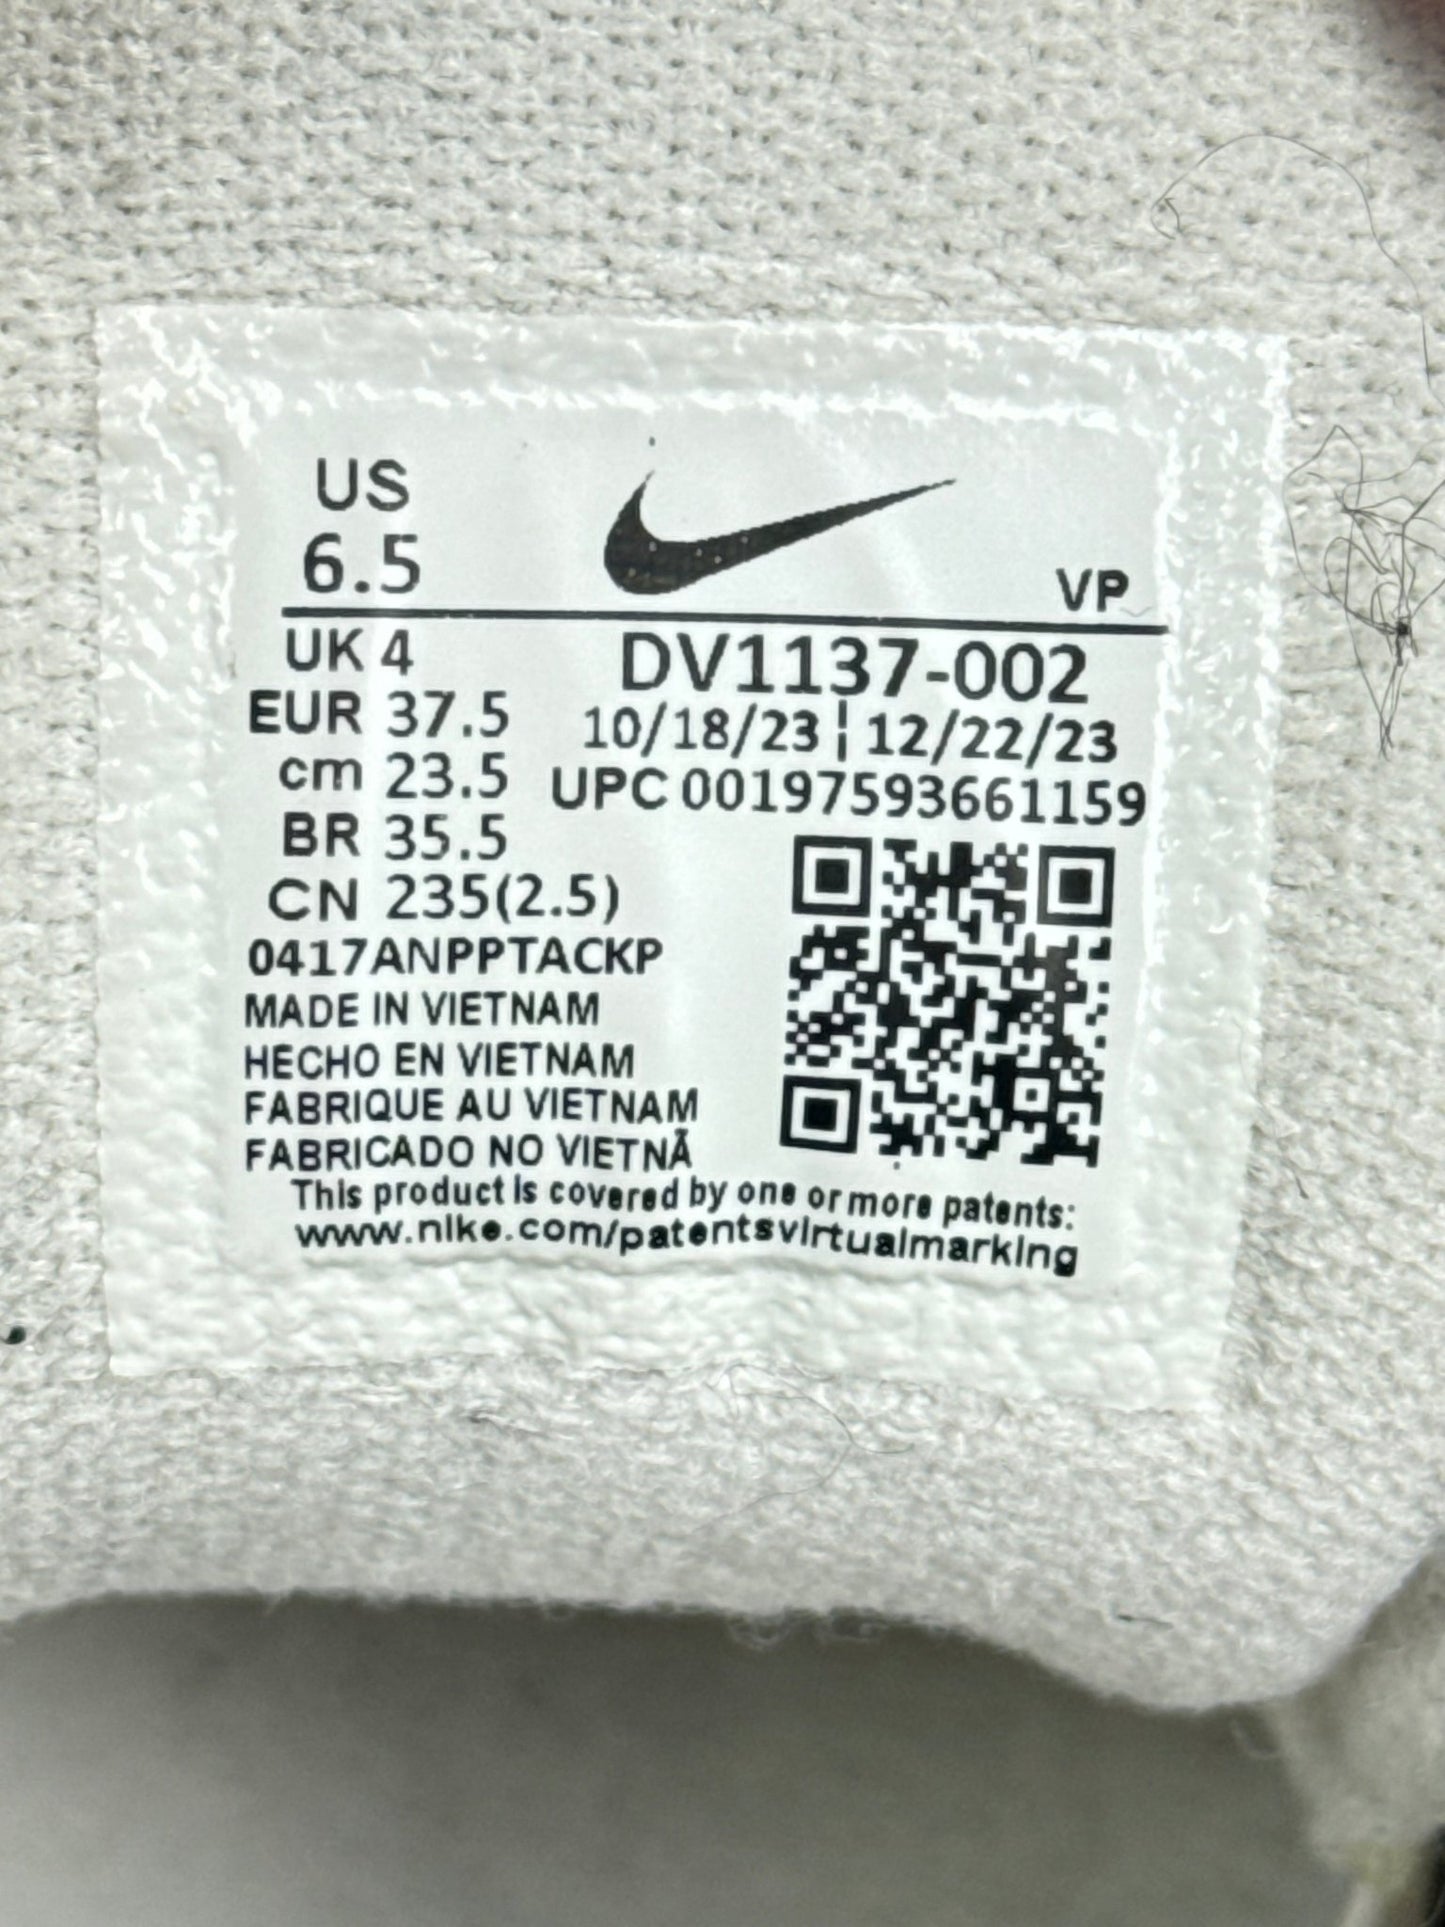 US
6.5
VP
UK 4
EUR 37.5
cm 23.5
BR 35.5
CN 235(2.5)
DV1137-002
10/18/23 ¦ 12/22/23
UPC 00197593661159
0417ANPPTACKP
MADE IN VIETNAM
HECHO EN VIETNAM
FABRIQUE AU VIETNAM
FABRICADO NO VIETNÃ
This product is covered by one or more patents:
www.nike.com/patentsvirtualmarking